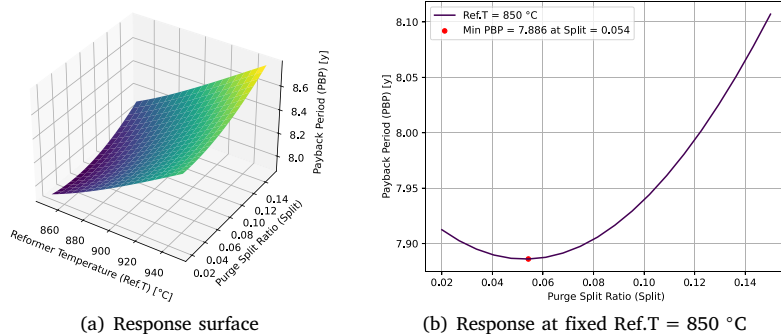 8.6
8.4
8.2
8.0
Payback Period (PBP) [y]
0.14
0.12
0.10
0.08
0.06
0.04
0.02
Purge Split Ratio (Split)
860
880
900
920
940
Reformer Temperature (Ref.T) [°C]
(a) Response surface
Ref.T = 850 °C
Min PBP = 7.886 at Split = 0.054
8.10
8.05
8.00
7.95
7.90
Payback Period (PBP) [y]
0.02 0.04 0.06 0.08 0.10 0.12 0.14
Purge Split Ratio (Split)
(b) Response at fixed Ref.T = 850 °C